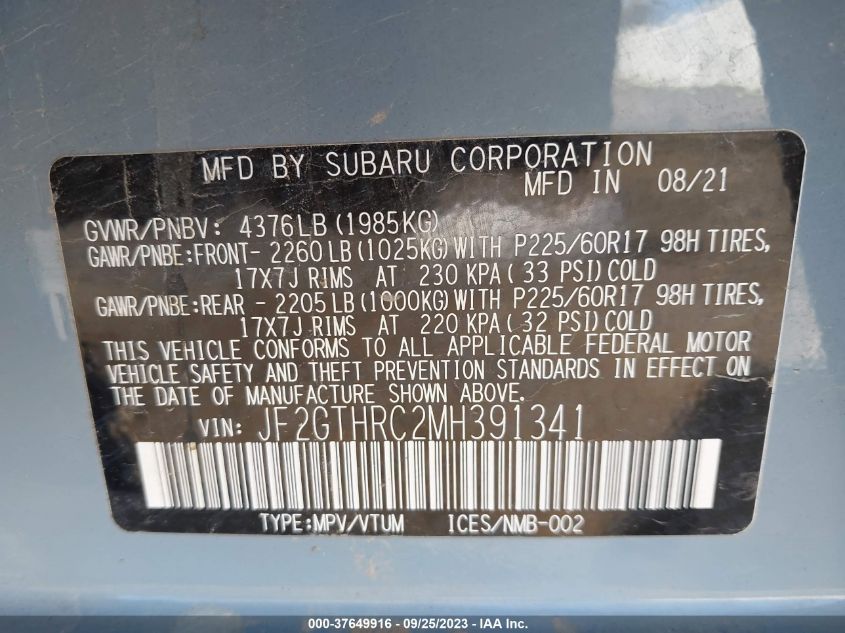 MFD BY SUBARU CORPORATION
MFD IN 08/21
GVWR/PNBV: 4376LB (1985KG)
GAWR/PNBE:FRONT- 2260 LB (1025KG) WITH P225/60R17 98H TIRES,
17X7J RIMS AT 230 KPA ( 33 PSI) COLD
GAWR/PNBE:REAR - 2205 LB (1000KG) WITH P225/60R17 98H TIRES,
17X7J RIMS AT 220 KPA ( 32 PSI) COLD
THIS VEHICLE CONFORMS TO ALL APPLICABLE FEDERAL MOTOR
VEHICLE SAFETY AND THEFT PREVENTION STANDARDS IN EFFECT ON
THE DATE OF MANUFACTURE SHOWN ABOVE.
VIN: JF2GTHRC2MH391341
TYPE:MPV/VTUM ICES/NMB-002
000-37649916 / 09/25/2023 / IAAI Copyright